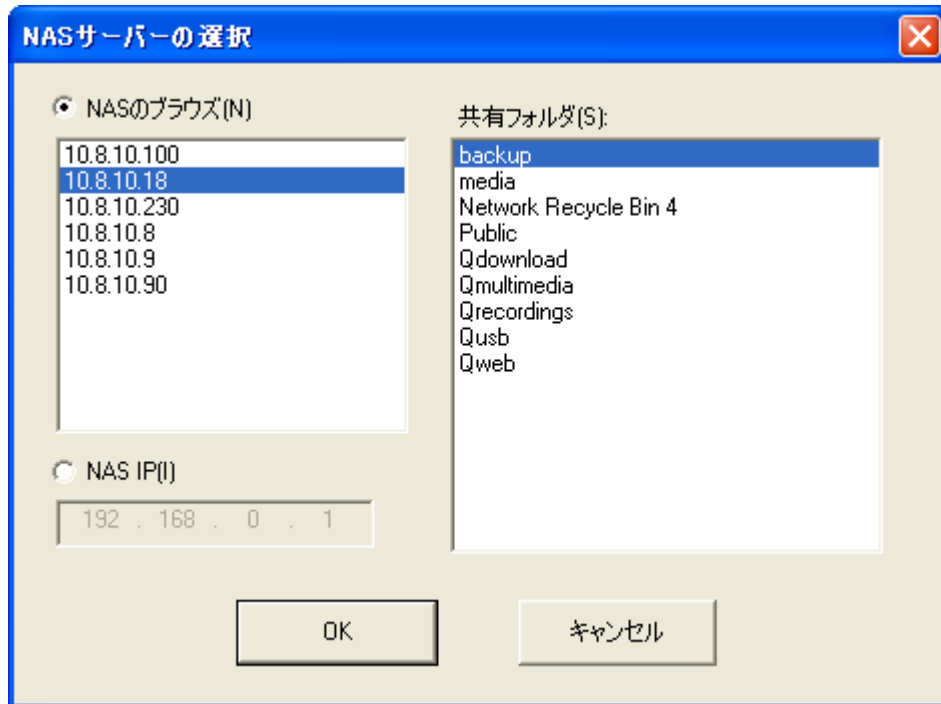 NASサーバーの選択
NASのブラウズ(N)
10.8.10.100
10.8.10.18
10.8.10.230
10.8.10.8
10.8.10.9
10.8.10.90
NAS IP(I)
192 . 168 . 0 . 1
共有フォルダ(S):
backup
media
Network Recycle Bin 4
Public
Qdownload
Qmultimedia
Qrecordings
Qusb
Qweb
OK
キャンセル